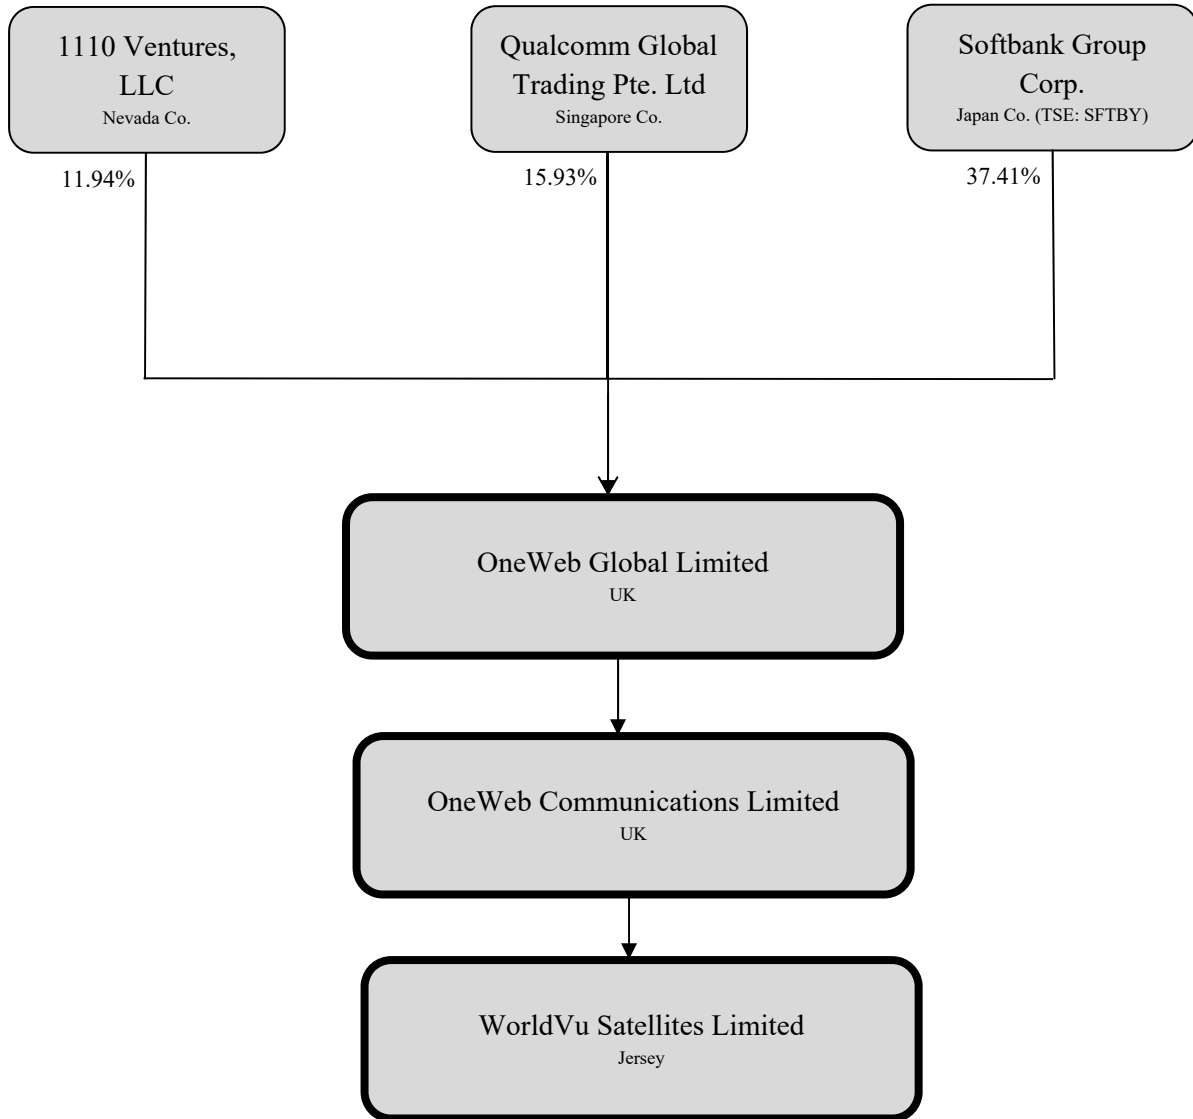 1110 Ventures,
LLC
Nevada Co.
Qualcomm Global
Trading Pte. Ltd
Singapore Co.
Softbank Group
Corp.
Japan Co. (TSE: SFTBY)
11.94%
15.93%
37.41%
OneWeb Global Limited
UK
OneWeb Communications Limited
UK
WorldVu Satellites Limited
Jersey